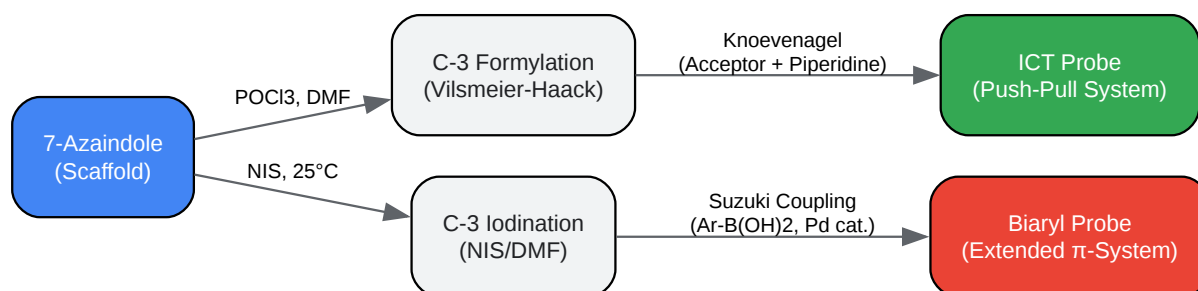 7-Azaindole
(Scaffold)
POCl3, DMF
NIS, 25°C
C-3 Formylation
(Vilsmeier-Haack)
C-3 Iodination
(NIS/DMF)
Knoevenagel
(Acceptor + Piperidine)
Suzuki Coupling
(Ar-B(OH)2, Pd cat.)
ICT Probe
(Push-Pull System)
Biaryl Probe
(Extended π-System)